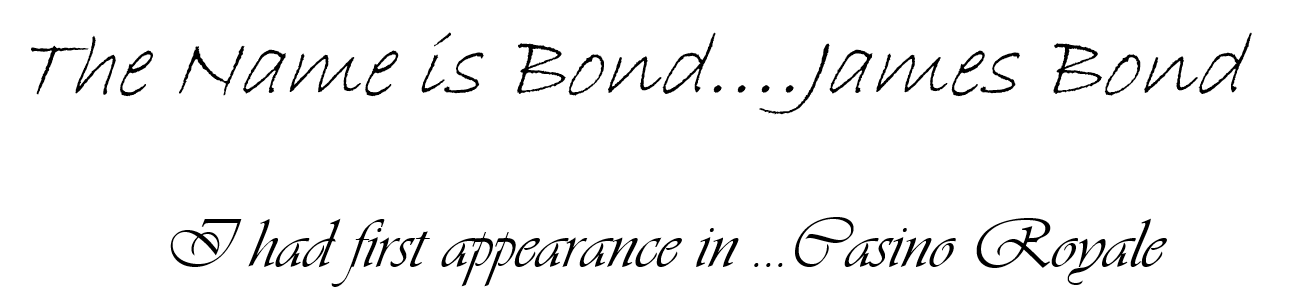 The Name is Bond....James Bond
I had first appearance in ...Casino Royale